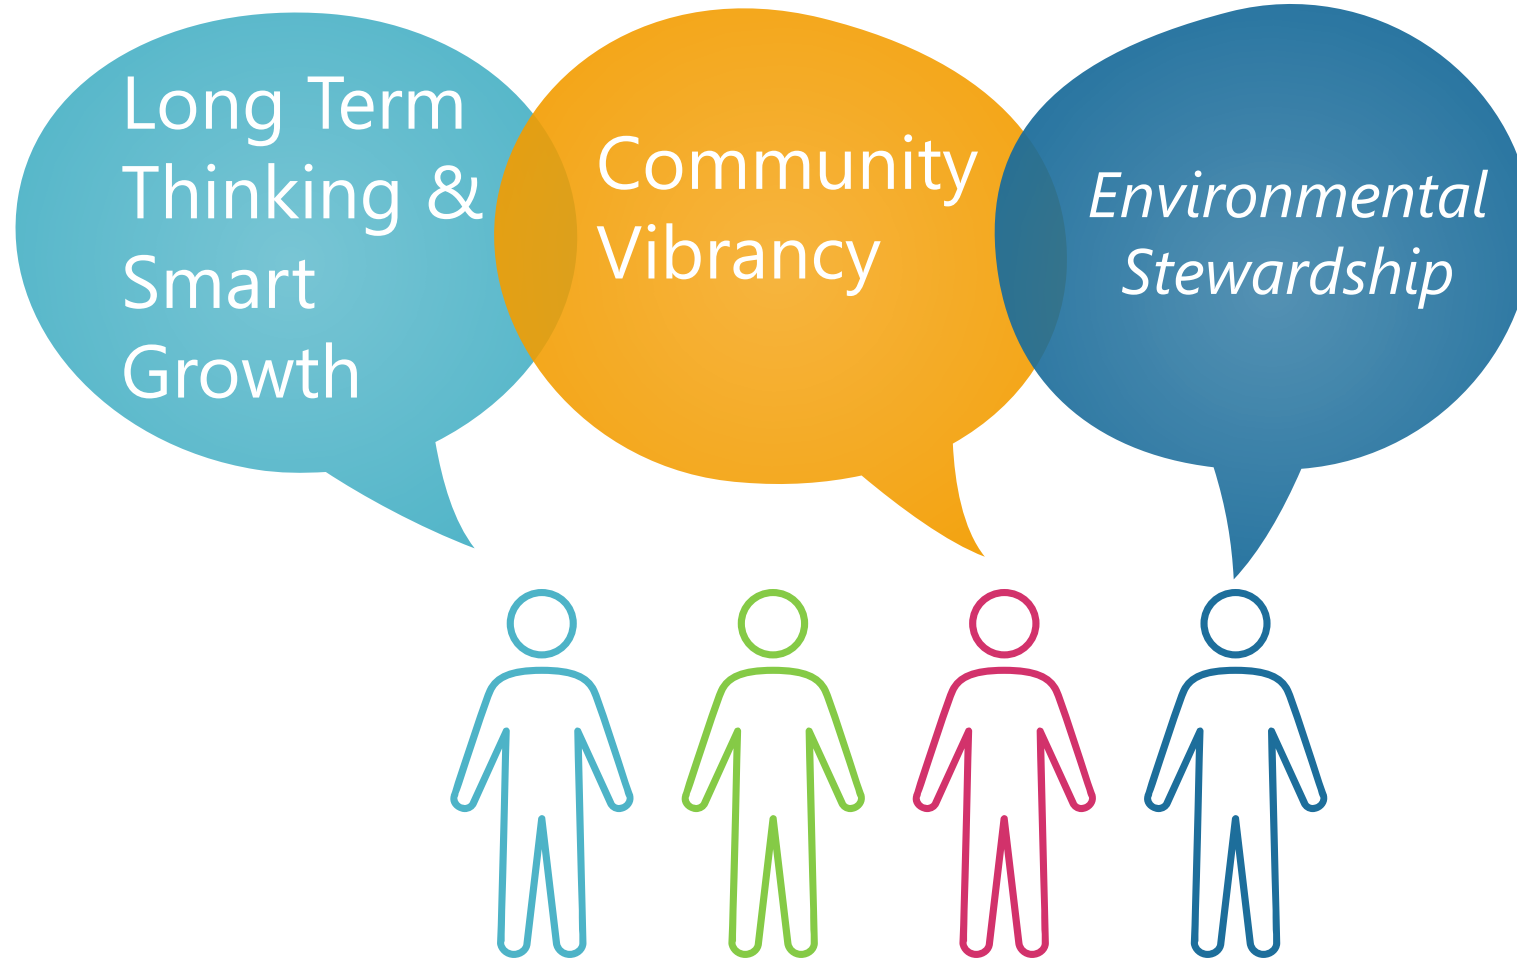 Long Term
Thinking &
Smart
Growth
Community
Vibrancy
Environmental
Stewardship